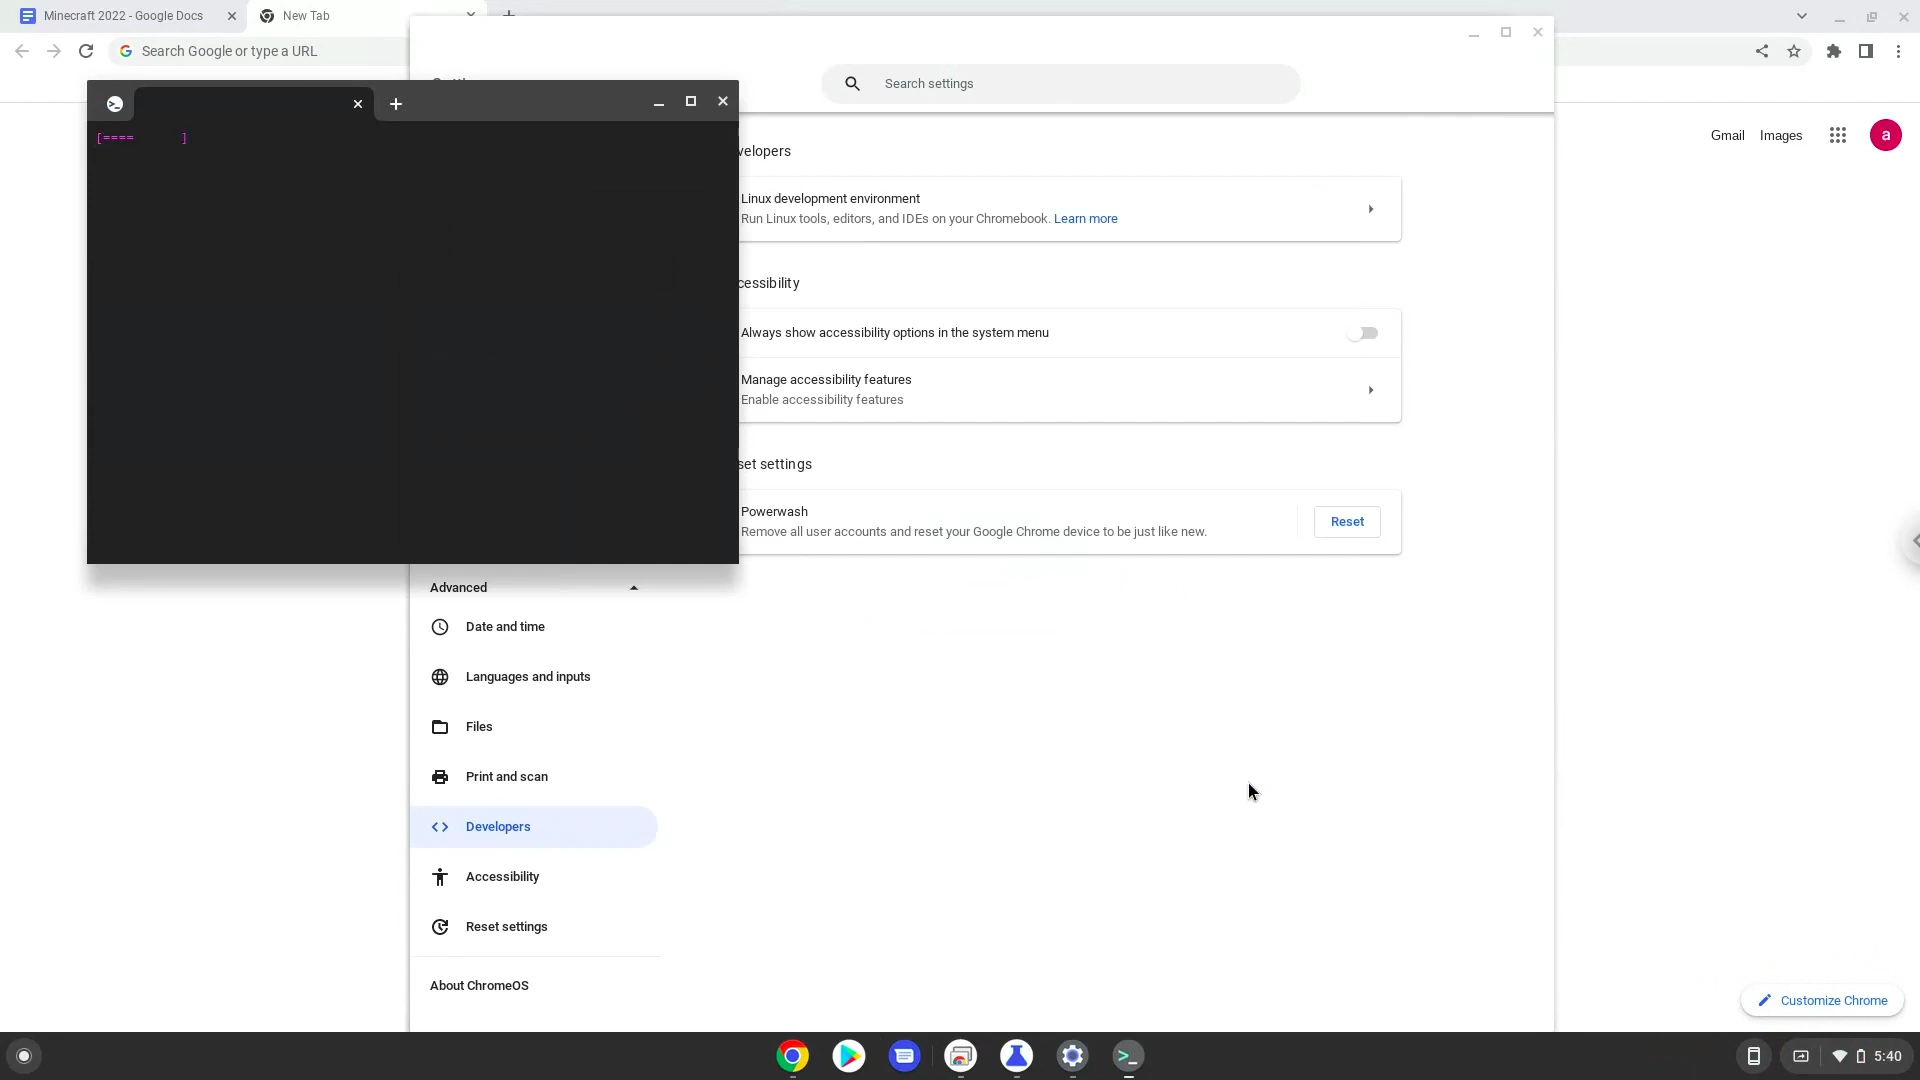 Minecraft 2022 - Google Docs
New Tab
Search Google or type a URL
Search settings
[====      ]
velopers
Linux development environment
Run Linux tools, editors, and IDEs on your Chromebook. Learn more
cessibility
Always show accessibility options in the system menu
Manage accessibility features
Enable accessibility features
set settings
Powerwash
Remove all user accounts and reset your Google Chrome device to be just like new.
Reset
Gmail
Images
a
Advanced
Date and time
Languages and inputs
Files
Print and scan
Developers
Accessibility
Reset settings
About ChromeOS
Customize Chrome
5:40